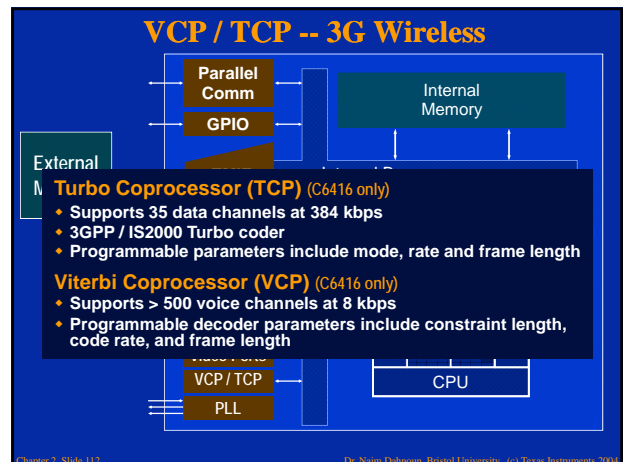 VCP / TCP -- 3G Wireless
Parallel
Comm
Internal
Memory
GPIO
External
Turbo Coprocessor (TCP) (C6416 only)
Supports 35 data channels at 384 kbps
3GPP / IS2000 Turbo coder
Programmable parameters include mode, rate and frame length
Viterbi Coprocessor (VCP) (C6416 only)
Supports > 500 voice channels at 8 kbps
Programmable decoder parameters include constraint length,
code rate, and frame length
Video Ports
VCP / TCP
CPU
PLL
Chapter 2, Slide 112
Dr. Naim Dahnoun, Bristol University, (c) Texas Instruments 2004